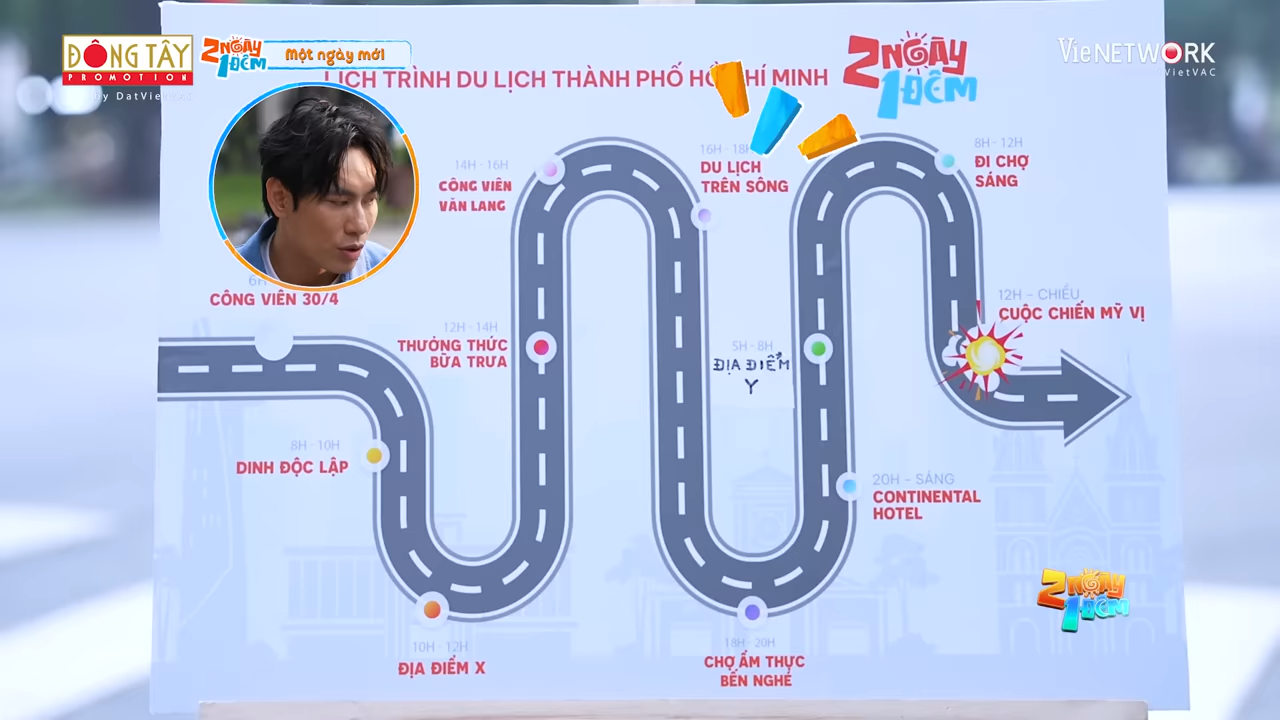 ĐÔNG TÂY
PROMOTION
by DatVie
2 NGÀY
1 ĐÊM
Một ngày mới
VieNETWORK
VietVAC
LỊCH TRÌNH DU LỊCH THÀNH PHỐ HỒ CHÍ MINH
2 NGÀY
1 ĐÊM
CÔNG VIÊN 30/4
8H - 10H
DINH ĐỘC LẬP
10H - 12H
ĐỊA ĐIỂM X
12H - 14H
THƯỞNG THỨC
BỮA TRƯA
14H - 16H
CÔNG VIÊN
VĂN LANG
16H - 18H
DU LỊCH
TRÊN SÔNG
18H - 20H
CHỢ ẨM THỰC
BẾN NGHÉ
20H – SÁNG
CONTINENTAL
HOTEL
5H - 8H
ĐỊA ĐIỂM
Y
8H - 12H
ĐI CHỢ
SÁNG
12H – CHIỀU
CUỘC CHIẾN MỸ VỊ
2 NGÀY
1 ĐÊM